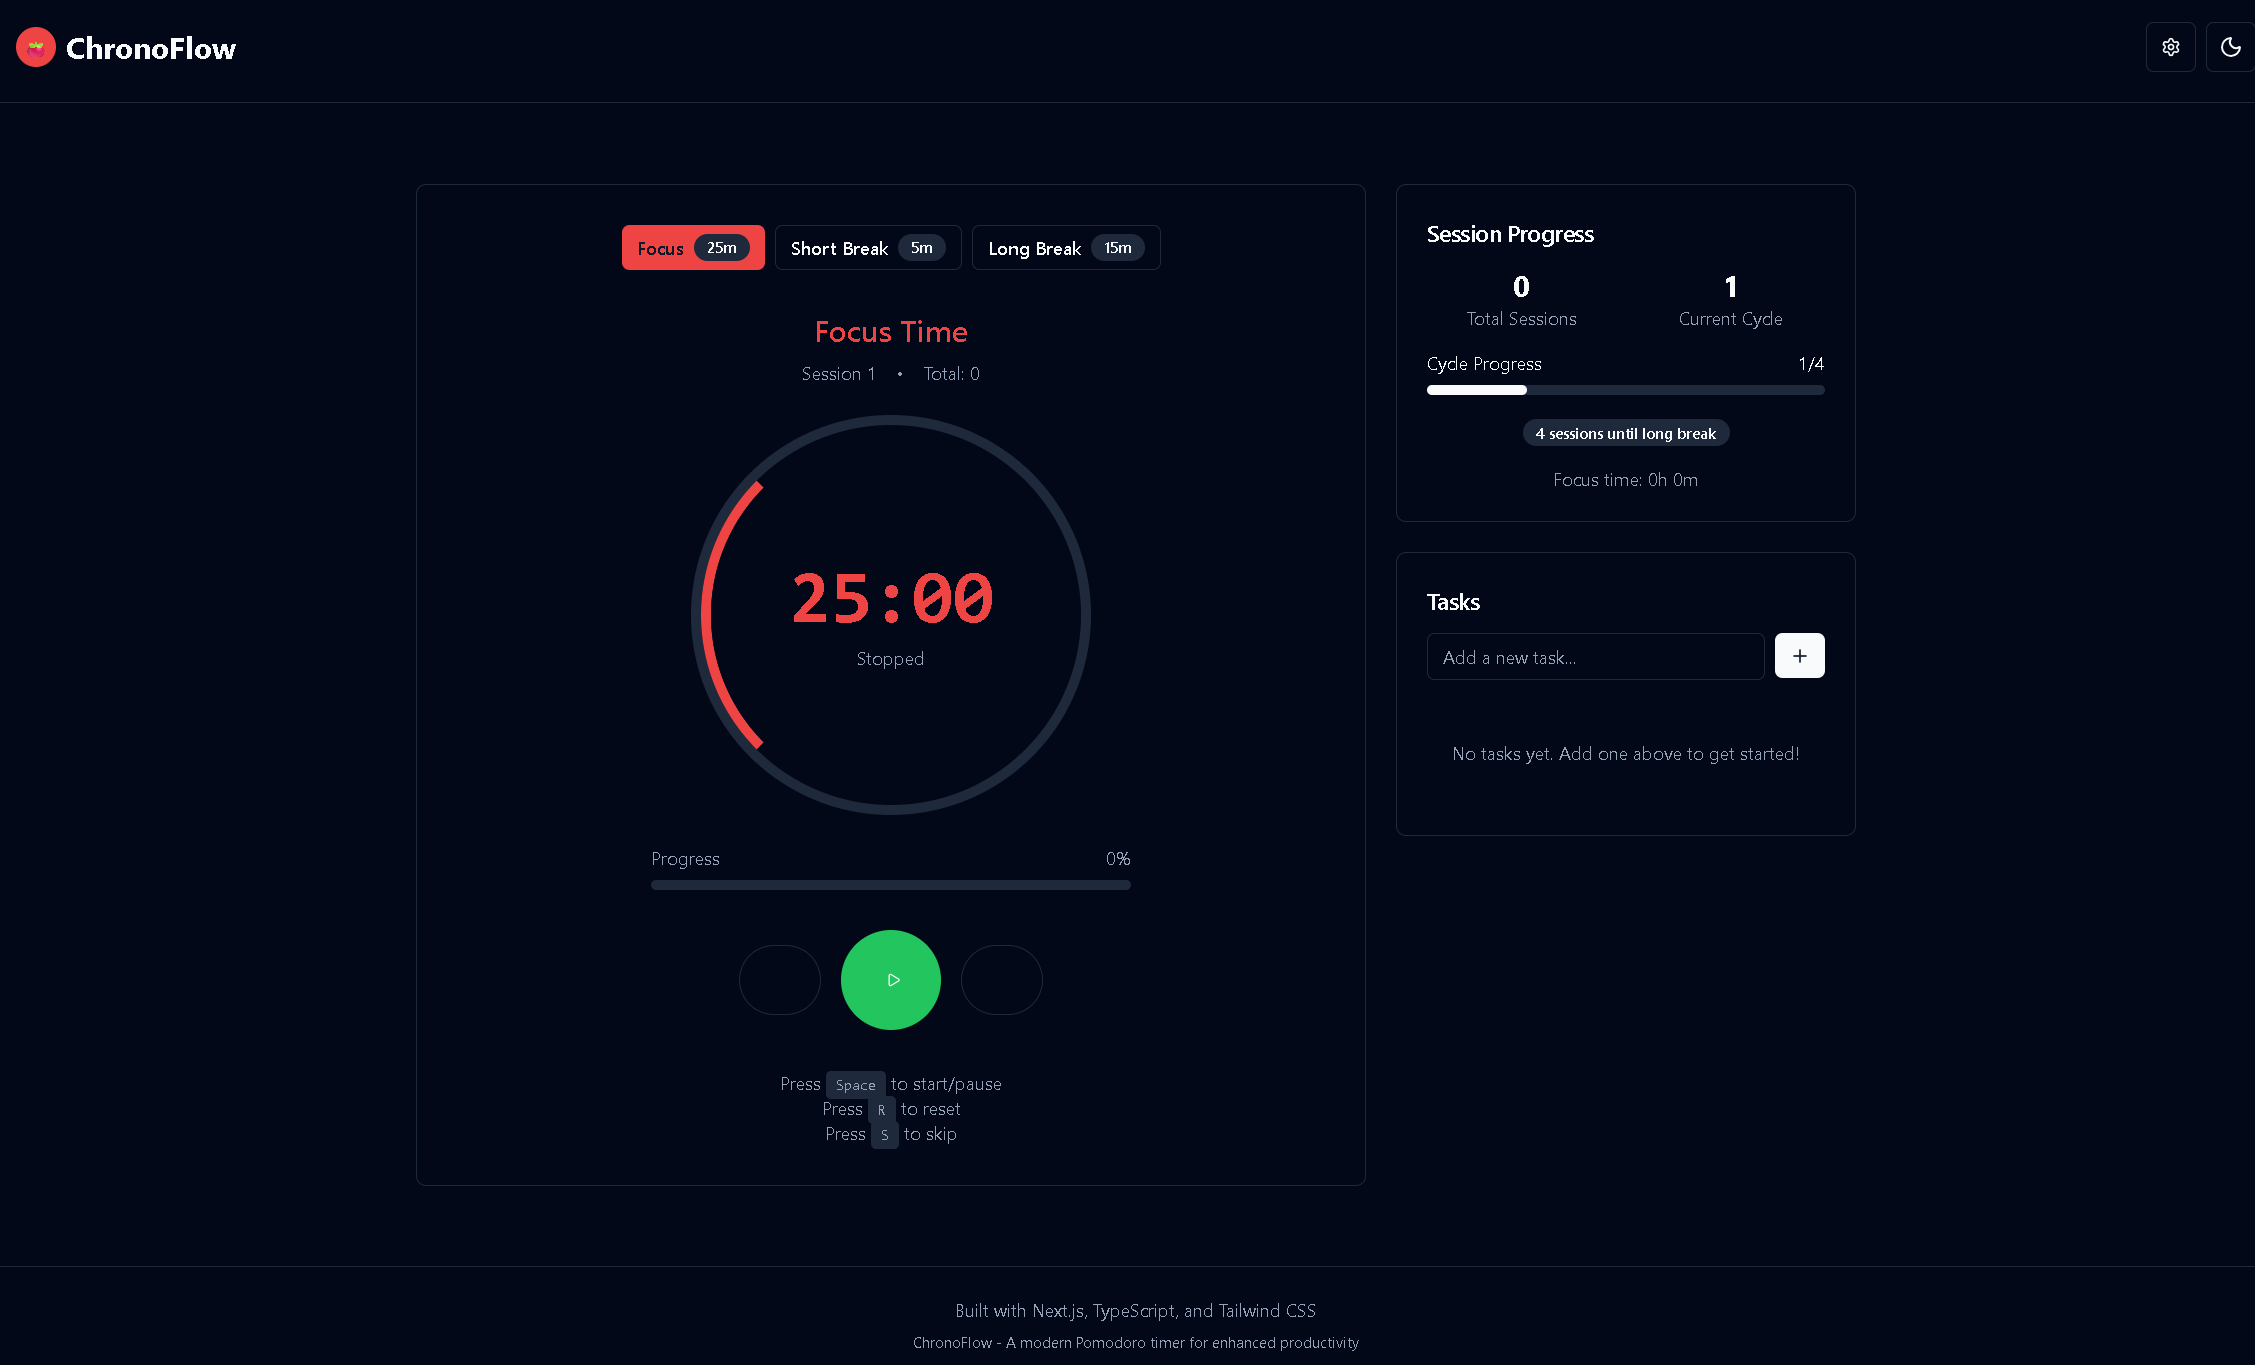 ChronoFlow
Focus 25m Short Break 5m Long Break 15m
Focus Time
Session 1 • Total: 0
25:00
Stopped
Progress 0%
Press Space to start/pause
Press R to reset
Press S to skip
Session Progress
0 1
Total Sessions Current Cycle
Cycle Progress 1/4
4 sessions until long break
Focus time: 0h 0m
Tasks
Add a new task...
No tasks yet. Add one above to get started!
Built with Next.js, TypeScript, and Tailwind CSS
ChronoFlow - A modern Pomodoro timer for enhanced productivity